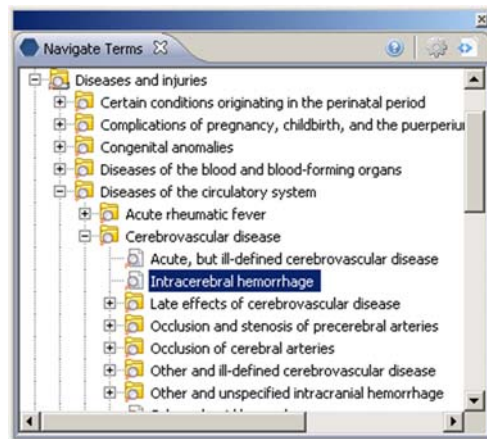 Navigate Terms
Diseases and injuries
Certain conditions originating in the perinatal period
Complications of pregnancy, childbirth, and the puerperiu
Congenital anomalies
Diseases of the blood and blood-forming organs
Diseases of the circulatory system
Acute rheumatic fever
Cerebrovascular disease
Acute, but ill-defined cerebrovascular disease
Intracerebral hemorrhage
Late effects of cerebrovascular disease
Occlusion and stenosis of precerebral arteries
Occlusion of cerebral arteries
Other and ill-defined cerebrovascular disease
Other and unspecified intracranial hemorrhage